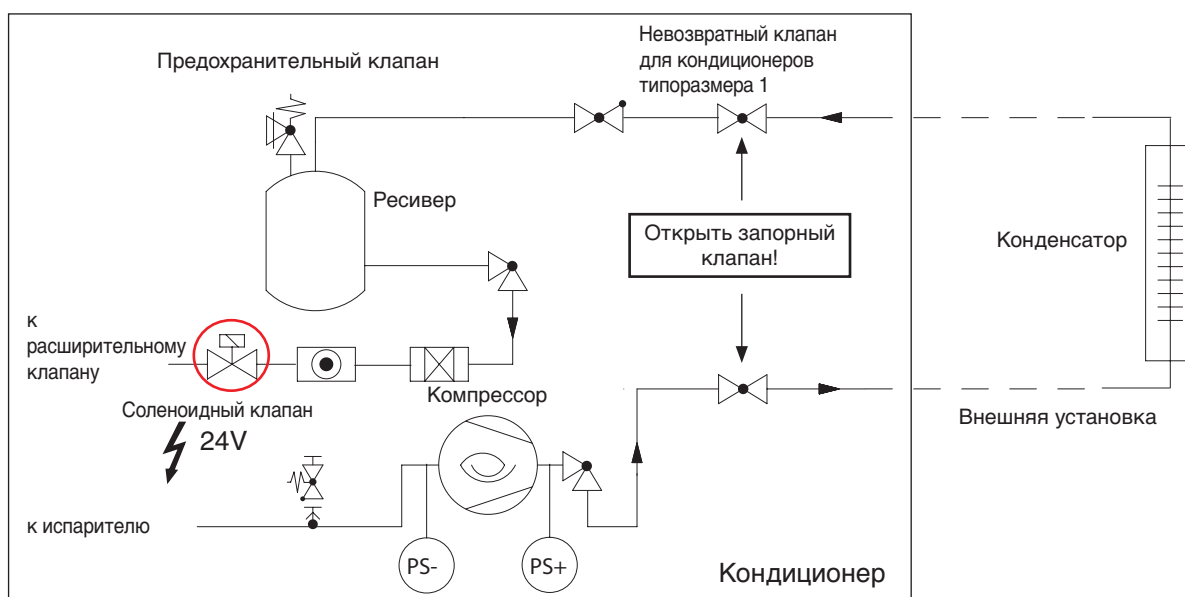 Предохранительный клапан
Невозвратный клапан
для кондиционеров
типоразмера 1
Ресивер
Открыть запорный
клапан!
Конденсатор
к
расширительному
клапану
Соленоидный клапан
24V
Компрессор
Внешняя установка
к испарителю
PS-
PS+
Кондиционер